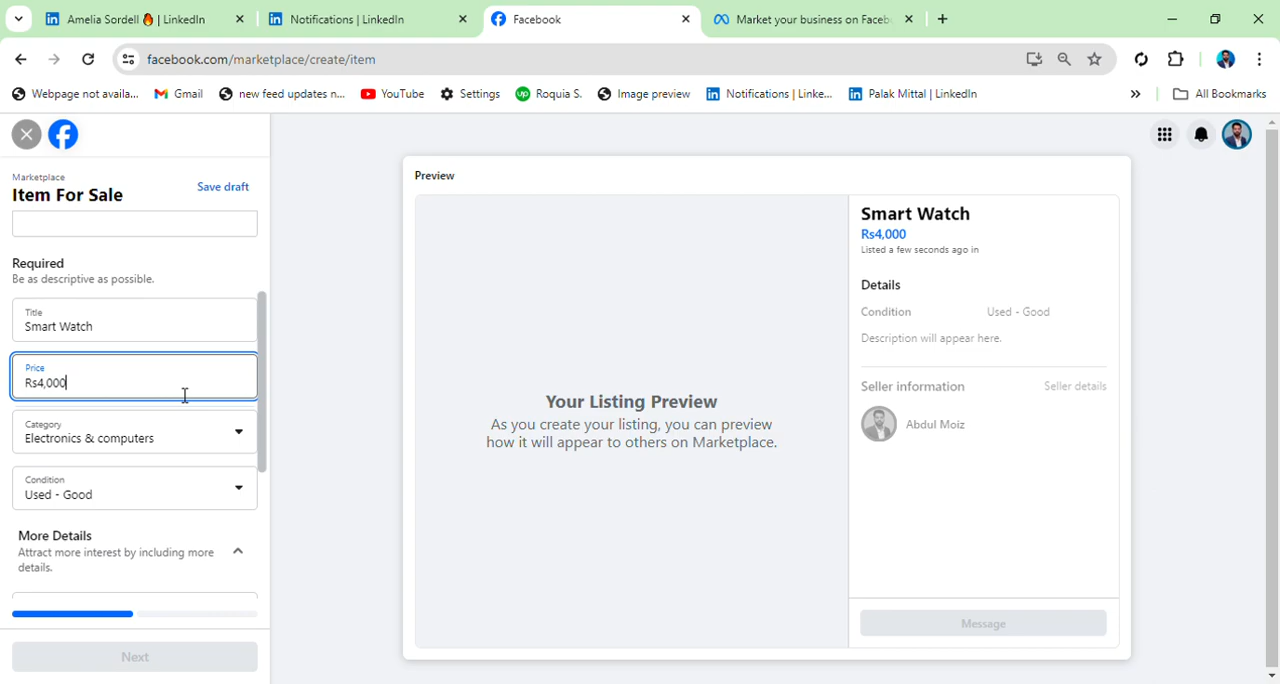 Amelia Sordell🔥 | LinkedIn
Notifications | LinkedIn
Facebook
Market your business on Faceb
facebook.com/marketplace/create/item
Webpage not availa...
Gmail
new feed updates n...
YouTube
Settings
Roquia S.
Image preview
Notifications | Linke...
Palak Mittal | LinkedIn
»
All Bookmarks
Marketplace
Item For Sale
Save draft
Required
Be as descriptive as possible.
Title
Smart Watch
Price
Rs4,000
Category
Electronics & computers
Condition
Used - Good
More Details
Attract more interest by including more
details.
Next
Preview
Your Listing Preview
As you create your listing, you can preview
how it will appear to others on Marketplace.
Smart Watch
Rs4,000
Listed a few seconds ago in
Details
Condition Used - Good
Description will appear here.
Seller information Seller details
Abdul Moiz
Message